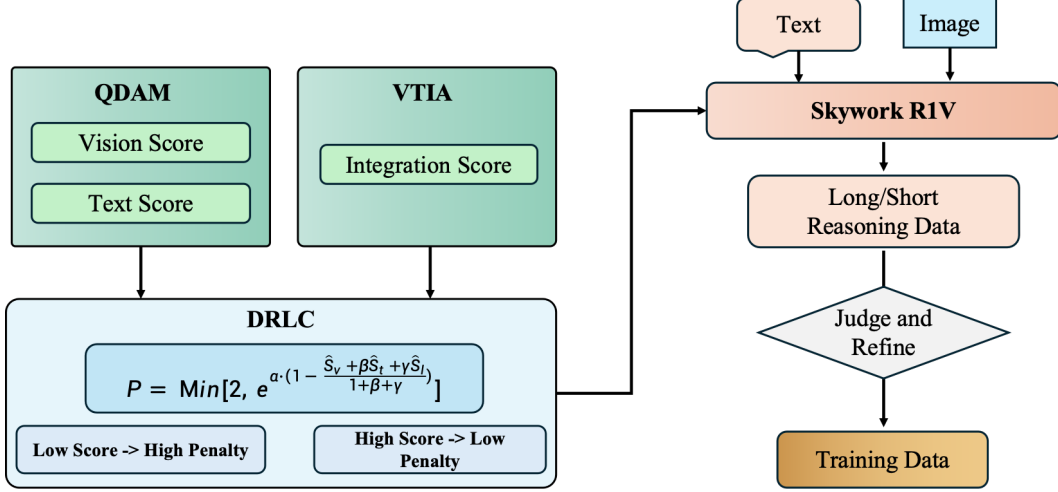 QDAM
Vision Score
Text Score
VTIA
Integration Score
DRLC
P = Min[2, e^{α·(1 - \frac{Ŝ_v + βŜ_t + γŜ_I}{1+β+γ})}]
Low Score -> High Penalty
High Score -> Low
Penalty
Text
Image
Skywork R1V
Long/Short
Reasoning Data
Judge and
Refine
Training Data